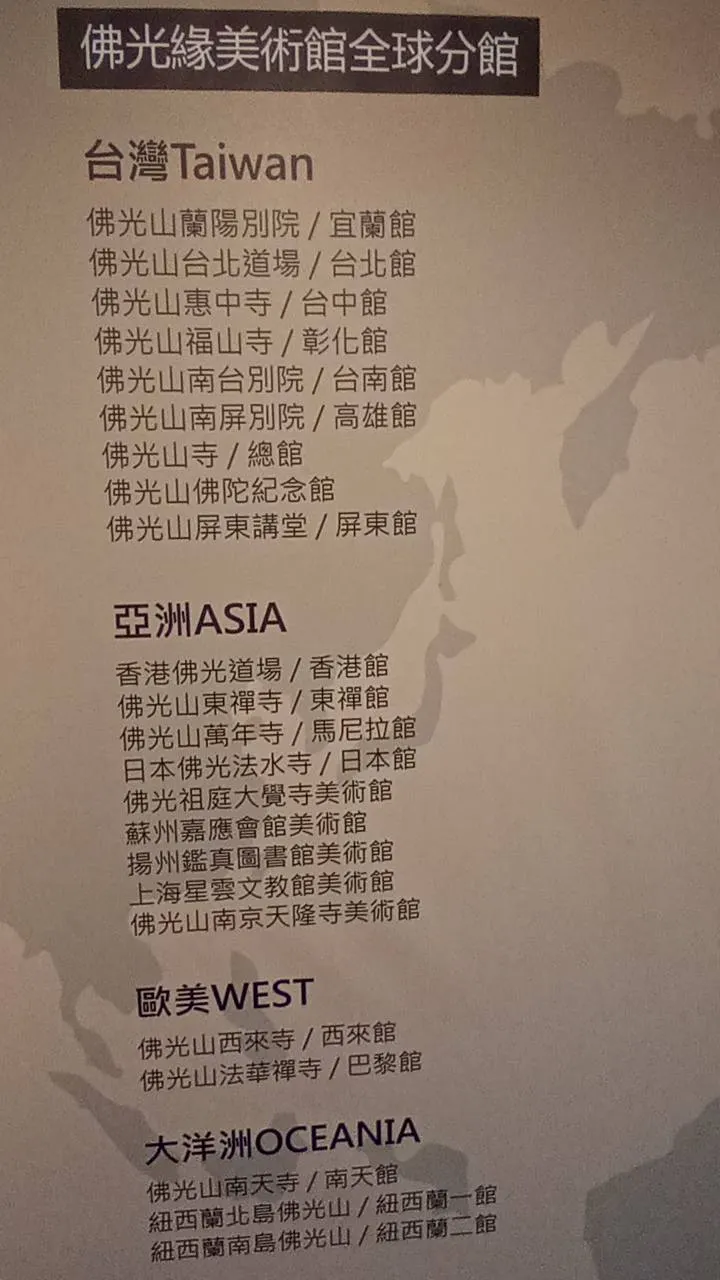 佛光緣美術館全球分館
台灣Taiwan
佛光山蘭陽別院 / 宜蘭館
佛光山台北道場 / 台北館
佛光山惠中寺 / 台中館
佛光山福山寺 / 彰化館
佛光山南台別院 / 台南館
佛光山南屏別院 / 高雄館
佛光山寺 / 總館
佛光山佛陀紀念館
佛光山屏東講堂 / 屏東館
亞洲ASIA
香港佛光道場 / 香港館
佛光山東禪寺 / 東禪館
佛光山萬年寺 / 馬尼拉館
日本佛光法水寺 / 日本館
佛光祖庭大覺寺美術館
蘇州嘉應會館美術館
揚州鑑真圖書館美術館
上海星雲文教館美術館
佛光山南京天隆寺美術館
歐美WEST
佛光山西來寺 / 西來館
佛光山法華禪寺 / 巴黎館
大洋洲OCEANIA
佛光山南天寺 / 南天館
紐西蘭北島佛光山 / 紐西蘭一館
紐西蘭南島佛光山 / 紐西蘭二館